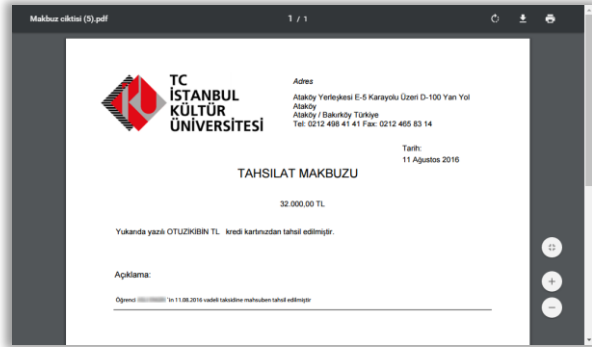 Makbuz ciktisi (5).pdf
1 / 1
TC
İSTANBUL
KÜLTÜR
ÜNİVERSİTESİ
Adres
Ataköy Yerleşkesi E-5 Karayolu Üzeri D-100 Yan Yol
Ataköy
Ataköy / Bakırköy Türkiye
Tel: 0212 498 41 41 Fax: 0212 465 83 14
Tarih:
11 Ağustos 2016
TAHSILAT MAKBUZU
32.000,00 TL
Yukarıda yazılı OTUZIKIBIN TL kredi kartınızdan tahsil edilmiştir.
Açıklama:
Öğrenci 'in 11.08.2016 vadeli taksidine mahsuben tahsil edilmiştir